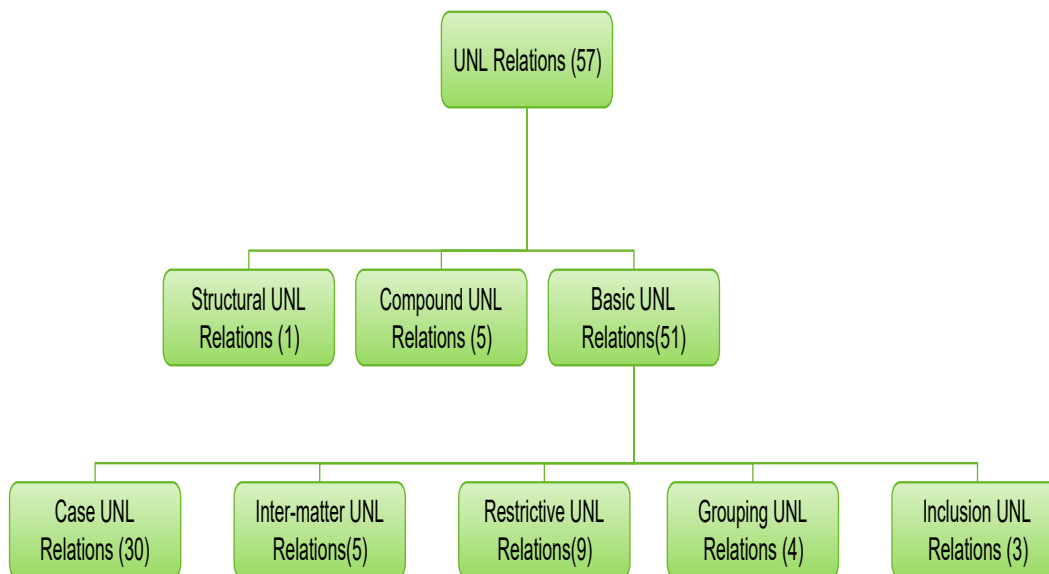 UNL Relations (57)
Structural UNL
Relations (1)
Compound UNL
Relations (5)
Basic UNL
Relations(51)
Case UNL
Relations (30)
Inter-matter UNL
Relations(5)
Restrictive UNL
Relations(9)
Grouping UNL
Relations (4)
Inclusion UNL
Relations (3)